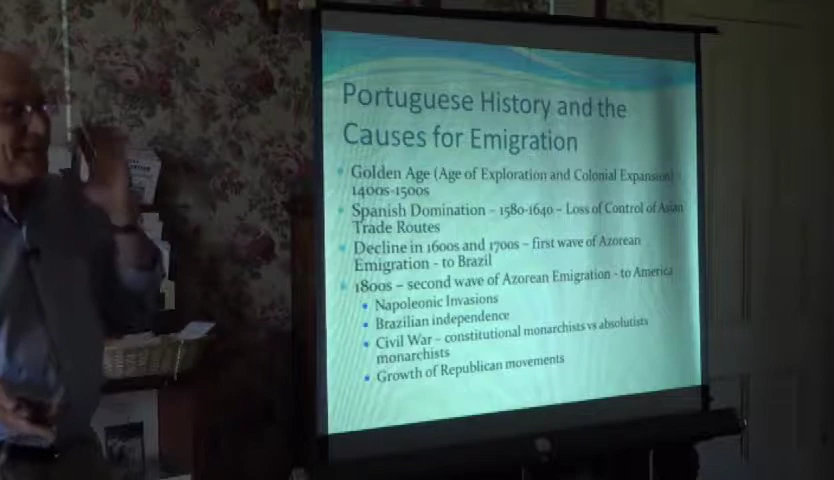 Portuguese History and the
Causes for Emigration
Golden Age (Age of Exploration and Colonial Expansion)
1400s-1500s
Spanish Domination – 1580-1640 – Loss of Control of Asian
Trade Routes
Decline in 1600s and 1700s – first wave of Azorean
Emigration - to Brazil
1800s – second wave of Azorean Emigration - to America
Napoleonic Invasions
Brazilian independence
Civil War – constitutional monarchists vs absolutists
monarchists
Growth of Republican movements